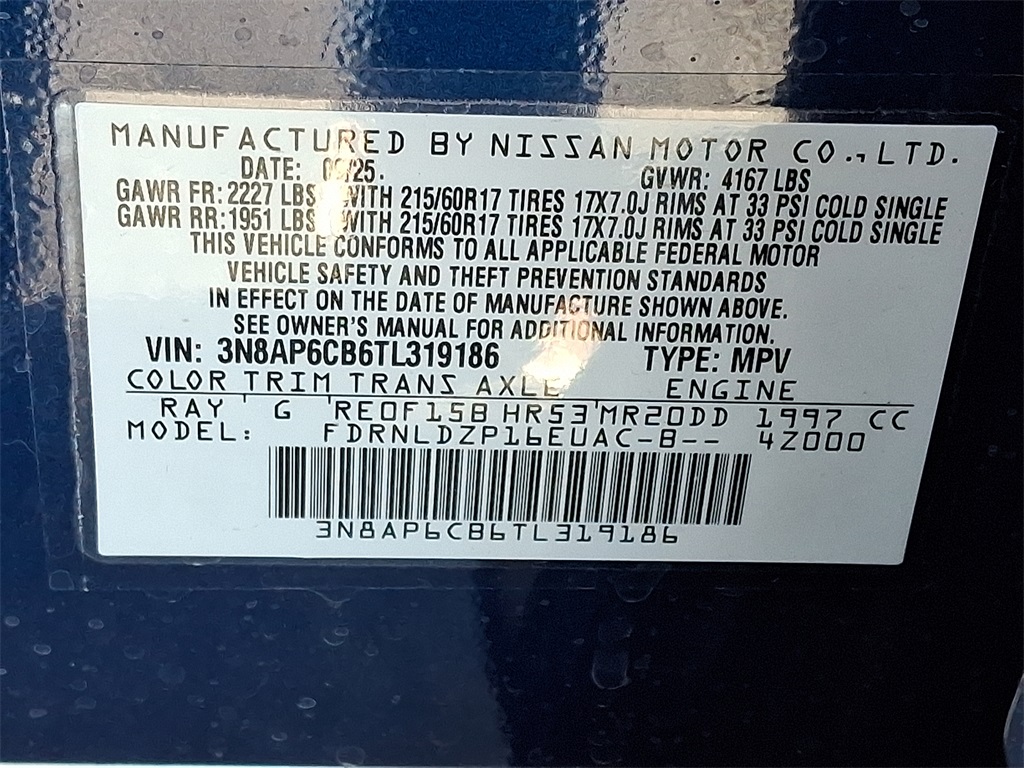 MANUFACTURED BY NISSAN MOTOR CO., LTD.
DATE: 09/25. GVWR: 4167 LBS
GAWR FR: 2227 LBS WITH 215/60R17 TIRES 17X7.0J RIMS AT 33 PSI COLD SINGLE
GAWR RR: 1951 LBS WITH 215/60R17 TIRES 17X7.0J RIMS AT 33 PSI COLD SINGLE
THIS VEHICLE CONFORMS TO ALL APPLICABLE FEDERAL MOTOR
VEHICLE SAFETY AND THEFT PREVENTION STANDARDS
IN EFFECT ON THE DATE OF MANUFACTURE SHOWN ABOVE.
SEE OWNER'S MANUAL FOR ADDITIONAL INFORMATION.
VIN: 3N8AP6CB6TL319186 TYPE: MPV
COLOR TRIM TRANS AXLE ENGINE
RAY G RE0F15B HR53 MR20DD 1997 CC
MODEL: FDRNLDZP16EUAC-B-- 4Z000
3N8AP6CB6TL319186